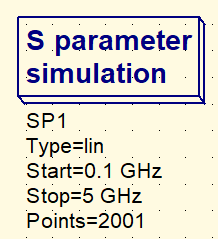 S parameter
simulation
SP1
Type=lin
Start=0.1 GHz
Stop=5 GHz
Points=2001